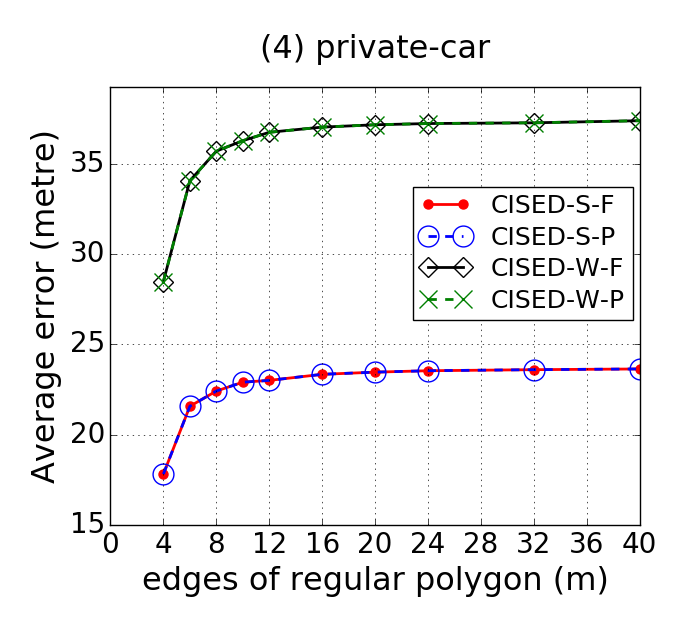 (4) private-car
Average error (metre)
35
30
25
20
15
CISED-S-F
CISED-S-P
CISED-W-F
CISED-W-P
0 4 8 12 16 20 24 28 32 36 40
edges of regular polygon (m)